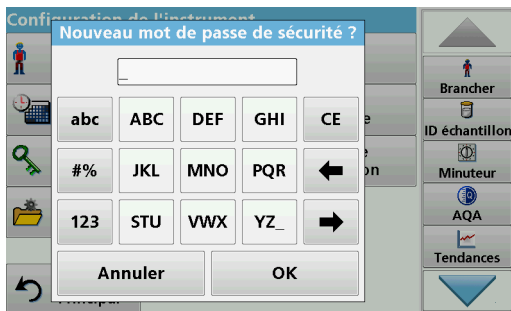 Configuration de l'instrument
Nouveau mot de passe de sécurité ?
_
abc ABC DEF GHI CE
#% JKL MNO PQR
123 STU VWX YZ_
Annuler OK
Principal
Brancher
ID échantillon
Minuteur
AQA
Tendances